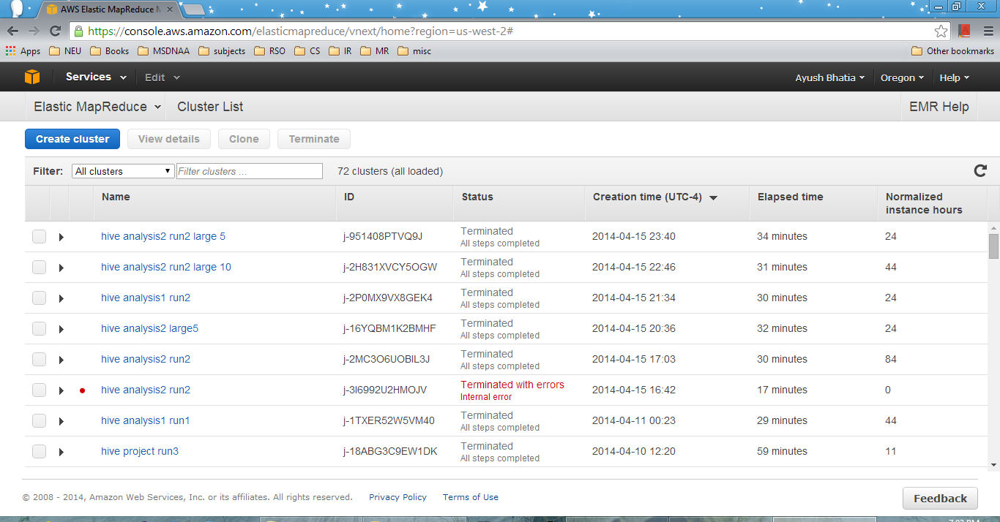 AWS Elastic MapReduce
https://console.aws.amazon.com/elasticmapreduce/vnext/home?region=us-west-2#
Apps NEU Books MSDNAA subjects RSO CS IR MR misc Other bookmarks
Services Edit Ayush Bhatia Oregon Help
Elastic MapReduce Cluster List EMR Help
Create cluster View details Clone Terminate
Filter: All clusters Filter clusters ... 72 clusters (all loaded)
Name ID Status Creation time (UTC-4) Elapsed time Normalized
instance hours
hive analysis2 run2 large 5 j-951408PTVQ9J Terminated 2014-04-15 23:40 34 minutes 24
All steps completed
hive analysis2 run2 large 10 j-2H831XVCY5OGW Terminated 2014-04-15 22:46 31 minutes 44
All steps completed
hive analysis1 run2 j-2P0MX9VX8GEK4 Terminated 2014-04-15 21:34 30 minutes 24
All steps completed
hive analysis2 large5 j-16YQBM1K2BMHF Terminated 2014-04-15 20:36 32 minutes 24
All steps completed
hive analysis2 run2 j-2MC3O6UOBIL3J Terminated 2014-04-15 17:03 30 minutes 84
All steps completed
hive analysis2 run2 j-3I6992U2HMOJV Terminated with errors 2014-04-15 16:42 17 minutes 0
Internal error
hive analysis1 run1 j-1TXER52W5VM40 Terminated 2014-04-11 00:23 29 minutes 44
All steps completed
hive project run3 j-18ABG3C9EW1DK Terminated 2014-04-10 12:20 59 minutes 11
All steps completed
© 2008 - 2014, Amazon Web Services, Inc. or its affiliates. All rights reserved. Privacy Policy Terms of Use Feedback